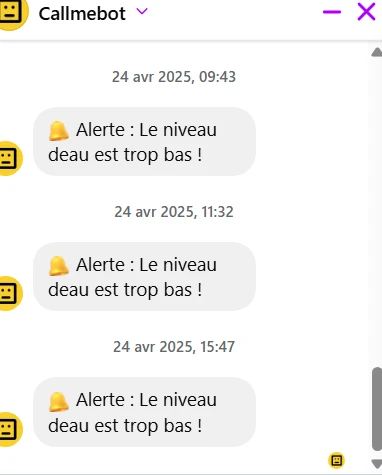 Callmebot
24 avr 2025, 09:43
🔔 Alerte : Le niveau
deau est trop bas !
24 avr 2025, 11:32
🔔 Alerte : Le niveau
deau est trop bas !
24 avr 2025, 15:47
🔔 Alerte : Le niveau
deau est trop bas !